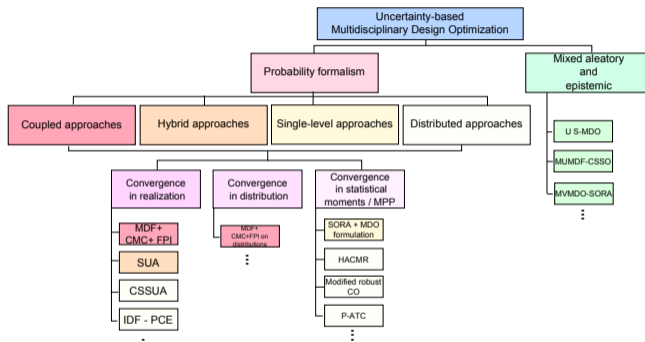 Uncertainty-based
Multidisciplinary Design Optimization
Probability formalism
Mixed aleatory
and
epistemic
Coupled approaches
Hybrid approaches
Single-level approaches
Distributed approaches
U S-MDO
MUMDF-CSSO
MVMDO-SORA
Convergence
in realization
Convergence
in distribution
Convergence
in statistical
moments / MPP
MDF+
CMC+ FPI
SUA
CSSUA
IDF - PCE
MDF+
CMC+FPI on
distributions
SORA + MDO
formulation
HACMR
Modified robust
CO
P-ATC